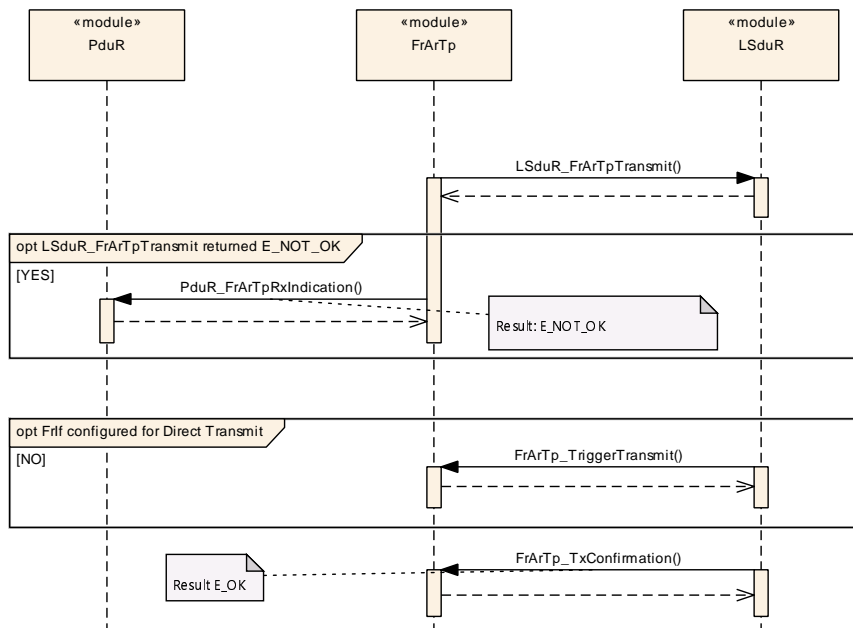 «module»
PduR
«module»
FrArTp
«module»
LSduR
LSduR_FrArTpTransmit()
opt LSduR_FrArTpTransmit returned E_NOT_OK
[YES]
PduR_FrArTpRxIndication()
Result: E_NOT_OK
opt FrIf configured for Direct Transmit
[NO]
FrArTp_TriggerTransmit()
FrArTp_TxConfirmation()
Result E_OK